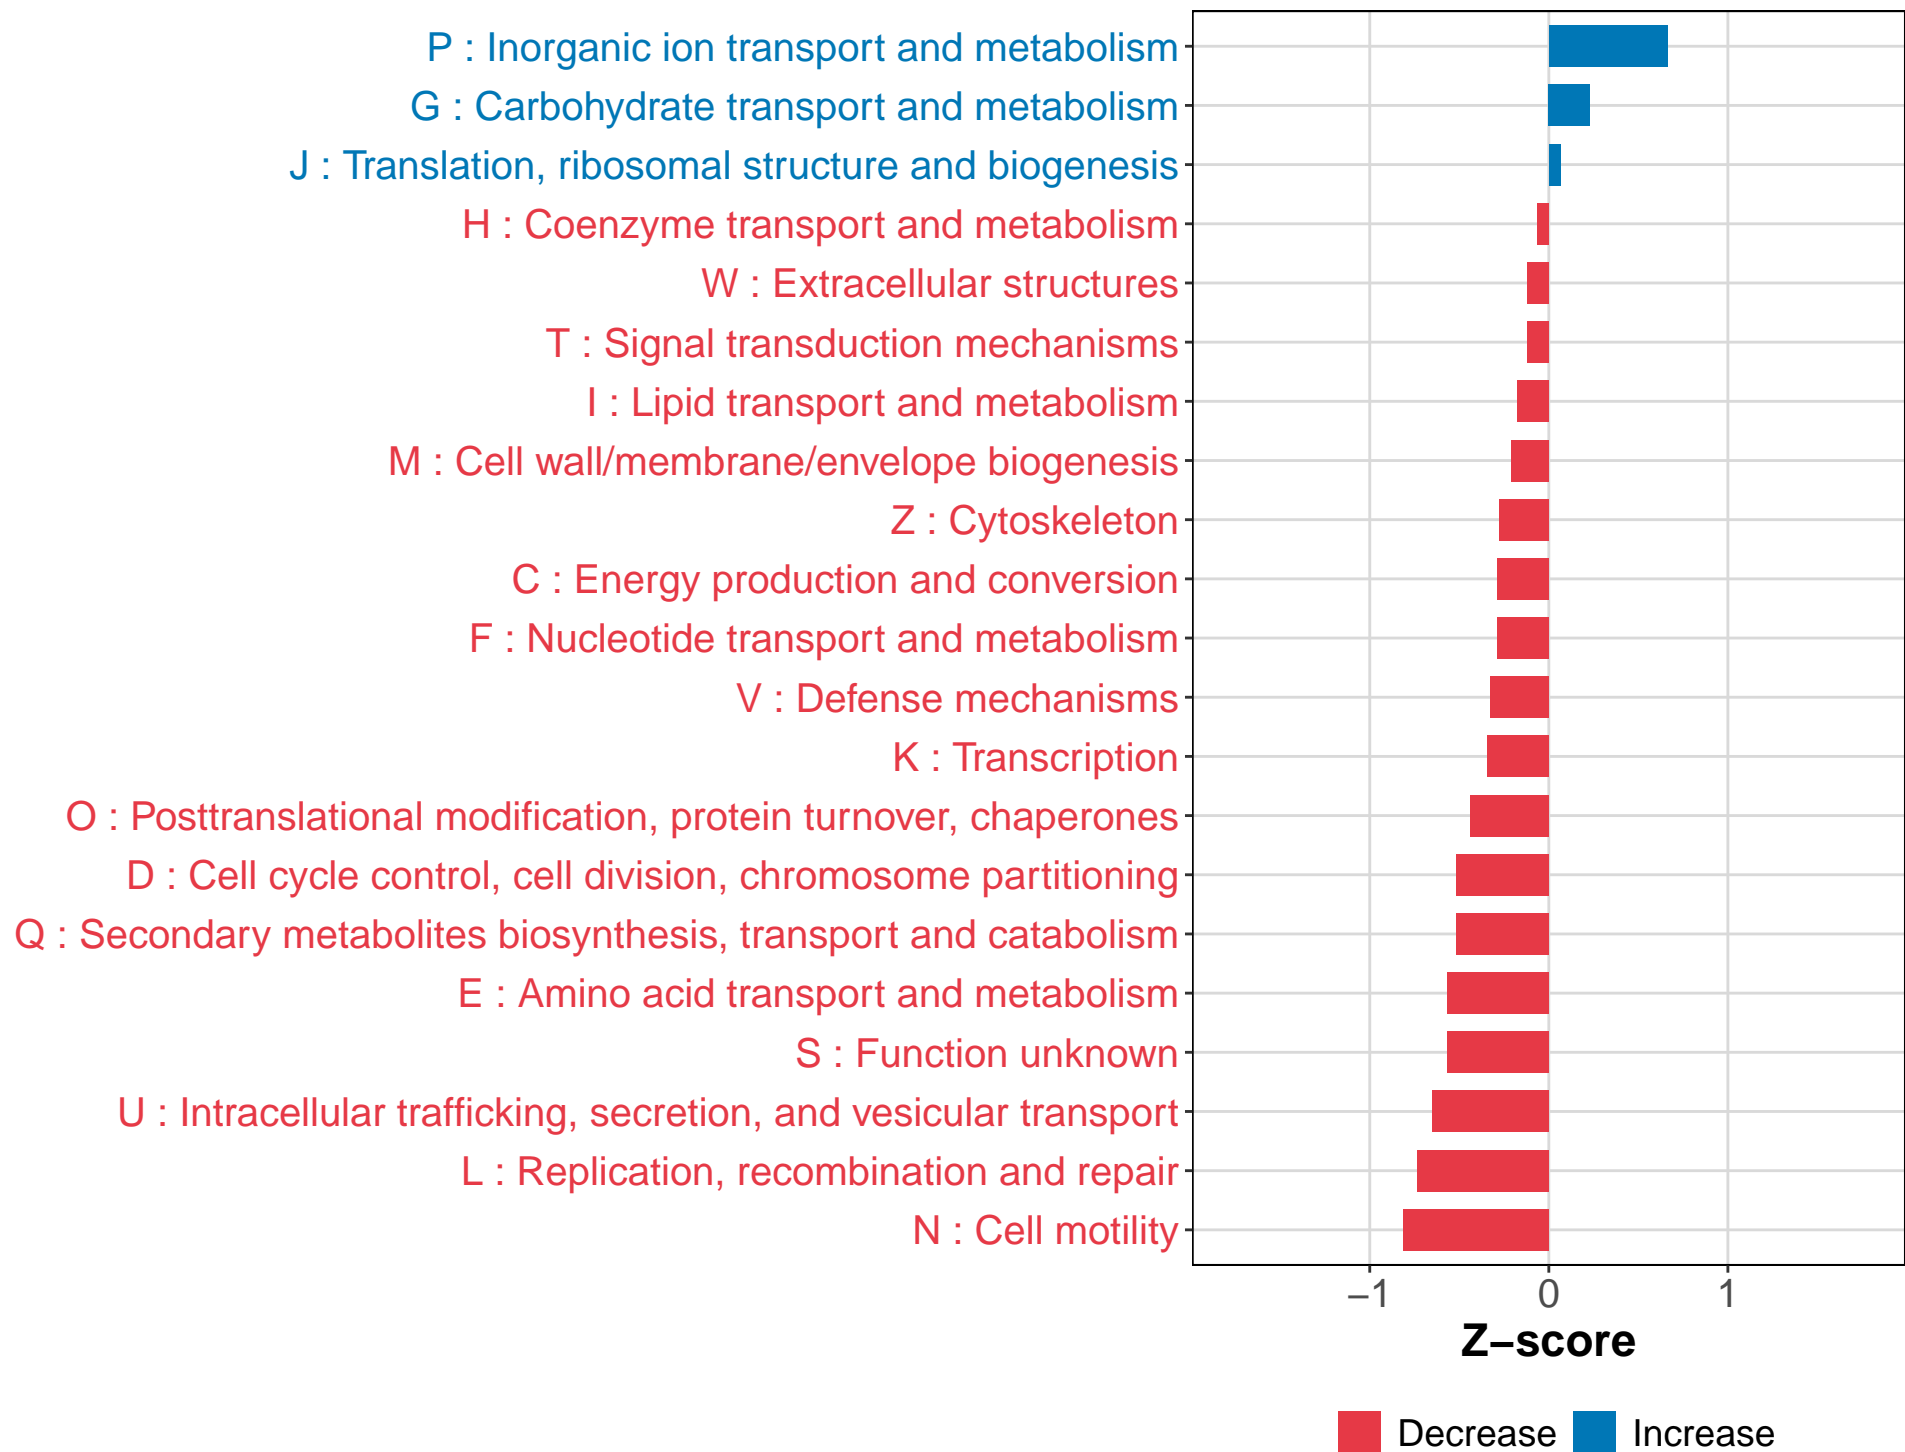 P : Inorganic ion transport and metabolism
G : Carbohydrate transport and metabolism
J : Translation, ribosomal structure and biogenesis
H : Coenzyme transport and metabolism
W : Extracellular structures
T : Signal transduction mechanisms
I : Lipid transport and metabolism
M : Cell wall/membrane/envelope biogenesis
Z : Cytoskeleton
C : Energy production and conversion
F : Nucleotide transport and metabolism
V : Defense mechanisms
K : Transcription
O : Posttranslational modification, protein turnover, chaperones
D : Cell cycle control, cell division, chromosome partitioning
Q : Secondary metabolites biosynthesis, transport and catabolism
E : Amino acid transport and metabolism
S : Function unknown
U : Intracellular trafficking, secretion, and vesicular transport
L : Replication, recombination and repair
N : Cell motility
−1 0 1
Z−score
Decrease Increase